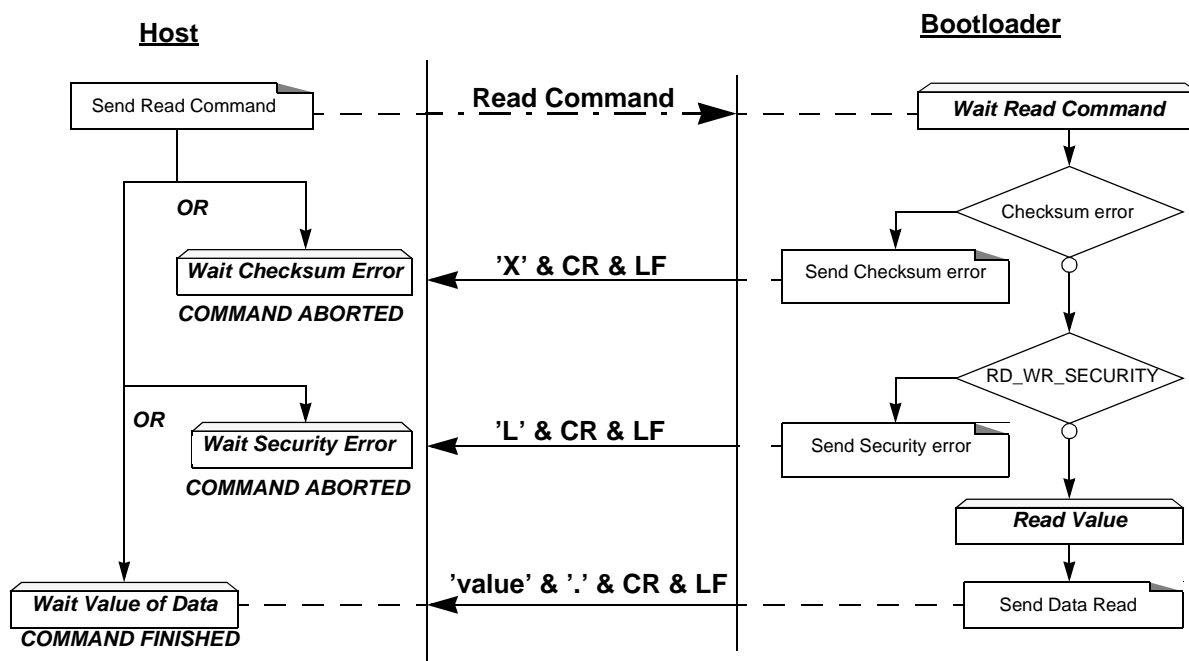 Host
Bootloader
Send Read Command
Read Command
Wait Read Command
OR
Checksum error
Wait Checksum Error
’X’ & CR & LF
Send Checksum error
COMMAND ABORTED
RD_WR_SECURITY
OR
Wait Security Error
’L’ & CR & LF
Send Security error
COMMAND ABORTED
Read Value
Wait Value of Data
’value’ & ’.’ & CR & LF
Send Data Read
COMMAND FINISHED